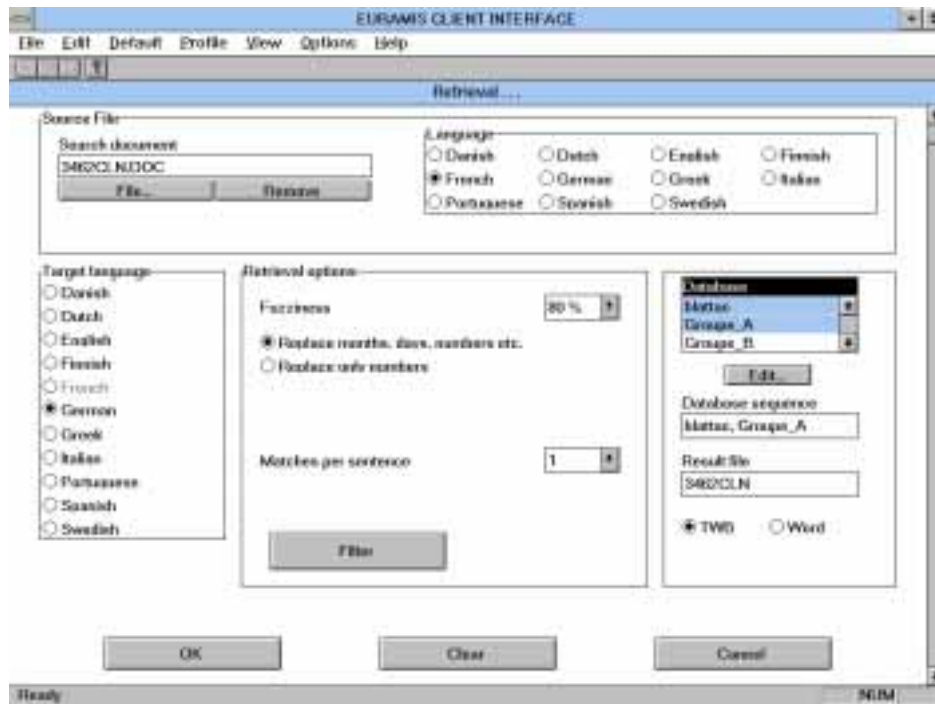 EURAMIS CLIENT INTERFACE
File Edit Default Profile View Options Help
Retrieval ...
Source File
Search document
3462CLN.DOC
File... Remove
Language
Danish Dutch English Finnish
French German Greek Italian
Portuguese Spanish Swedish
Target language
Danish
Dutch
English
Finnish
French
German
Greek
Italian
Portuguese
Spanish
Swedish
Retrieval options
Fuzziness 80 %
Replace months, days, numbers etc.
Replace only numbers
Matches per sentence 1
Filter
Database
Groupe_A
Groupe_B
Edit...
Database sequence
Groupe_A
Result file
3462CLN
TWB Word
OK Clear Cancel
Ready NUM